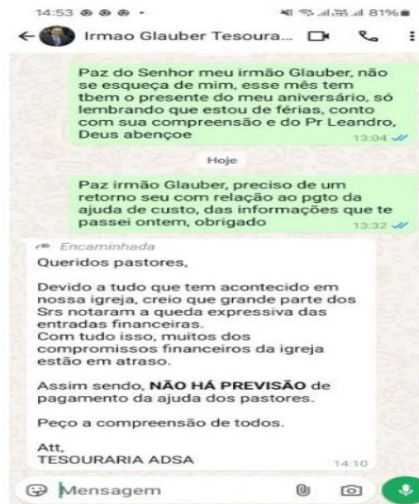 14:53
81%
Irmao Glauber Tesoura...
Paz do Senhor meu irmão Glauber, não
se esqueça de mim, esse mês tem
tbem o presente do meu aniversário, só
lembrando que estou de férias, conto
com sua compreensão e do Pr Leandro,
Deus abençoe
13:04
Hoje
Paz irmão Glauber, preciso de um
retorno seu com relação ao pgto da
ajuda de custo, das informações que te
passei ontem, obrigado
13:32
Encaminhada
Queridos pastores,
Devido a tudo que tem acontecido em
nossa igreja, creio que grande parte dos
Srs notaram a queda expressiva das
entradas financeiras.
Com tudo isso, muitos dos
compromissos financeiros da igreja
estão em atraso.
Assim sendo, NÃO HÁ PREVISÃO de
pagamento da ajuda dos pastores.
Peço a compreensão de todos.
Att,
TESOURARIA ADSA
14:10
Mensagem